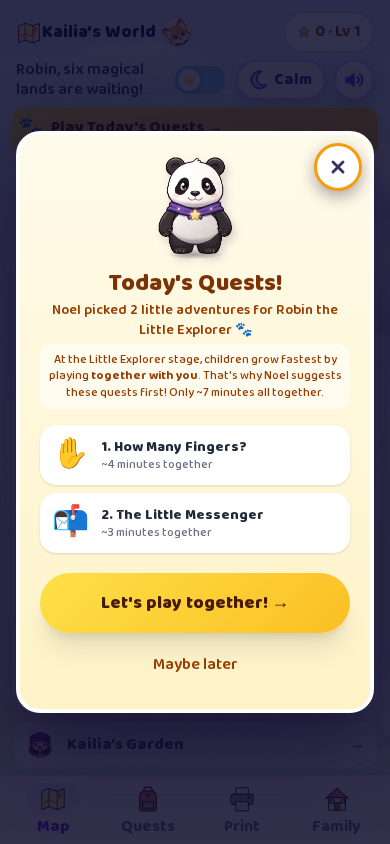 Kailia's World
0 · Lv 1
Robin, six magical
lands are waiting!
Calm
Play Today's Quests →
Today's Quests!
Noel picked 2 little adventures for Robin the
Little Explorer
At the Little Explorer stage, children grow fastest by
playing together with you. That's why Noel suggests
these quests first! Only ~7 minutes all together.
1. How Many Fingers?
~4 minutes together
2. The Little Messenger
~3 minutes together
Let's play together! →
Maybe later
Kailia's Garden →
Map
Quests
Print
Family